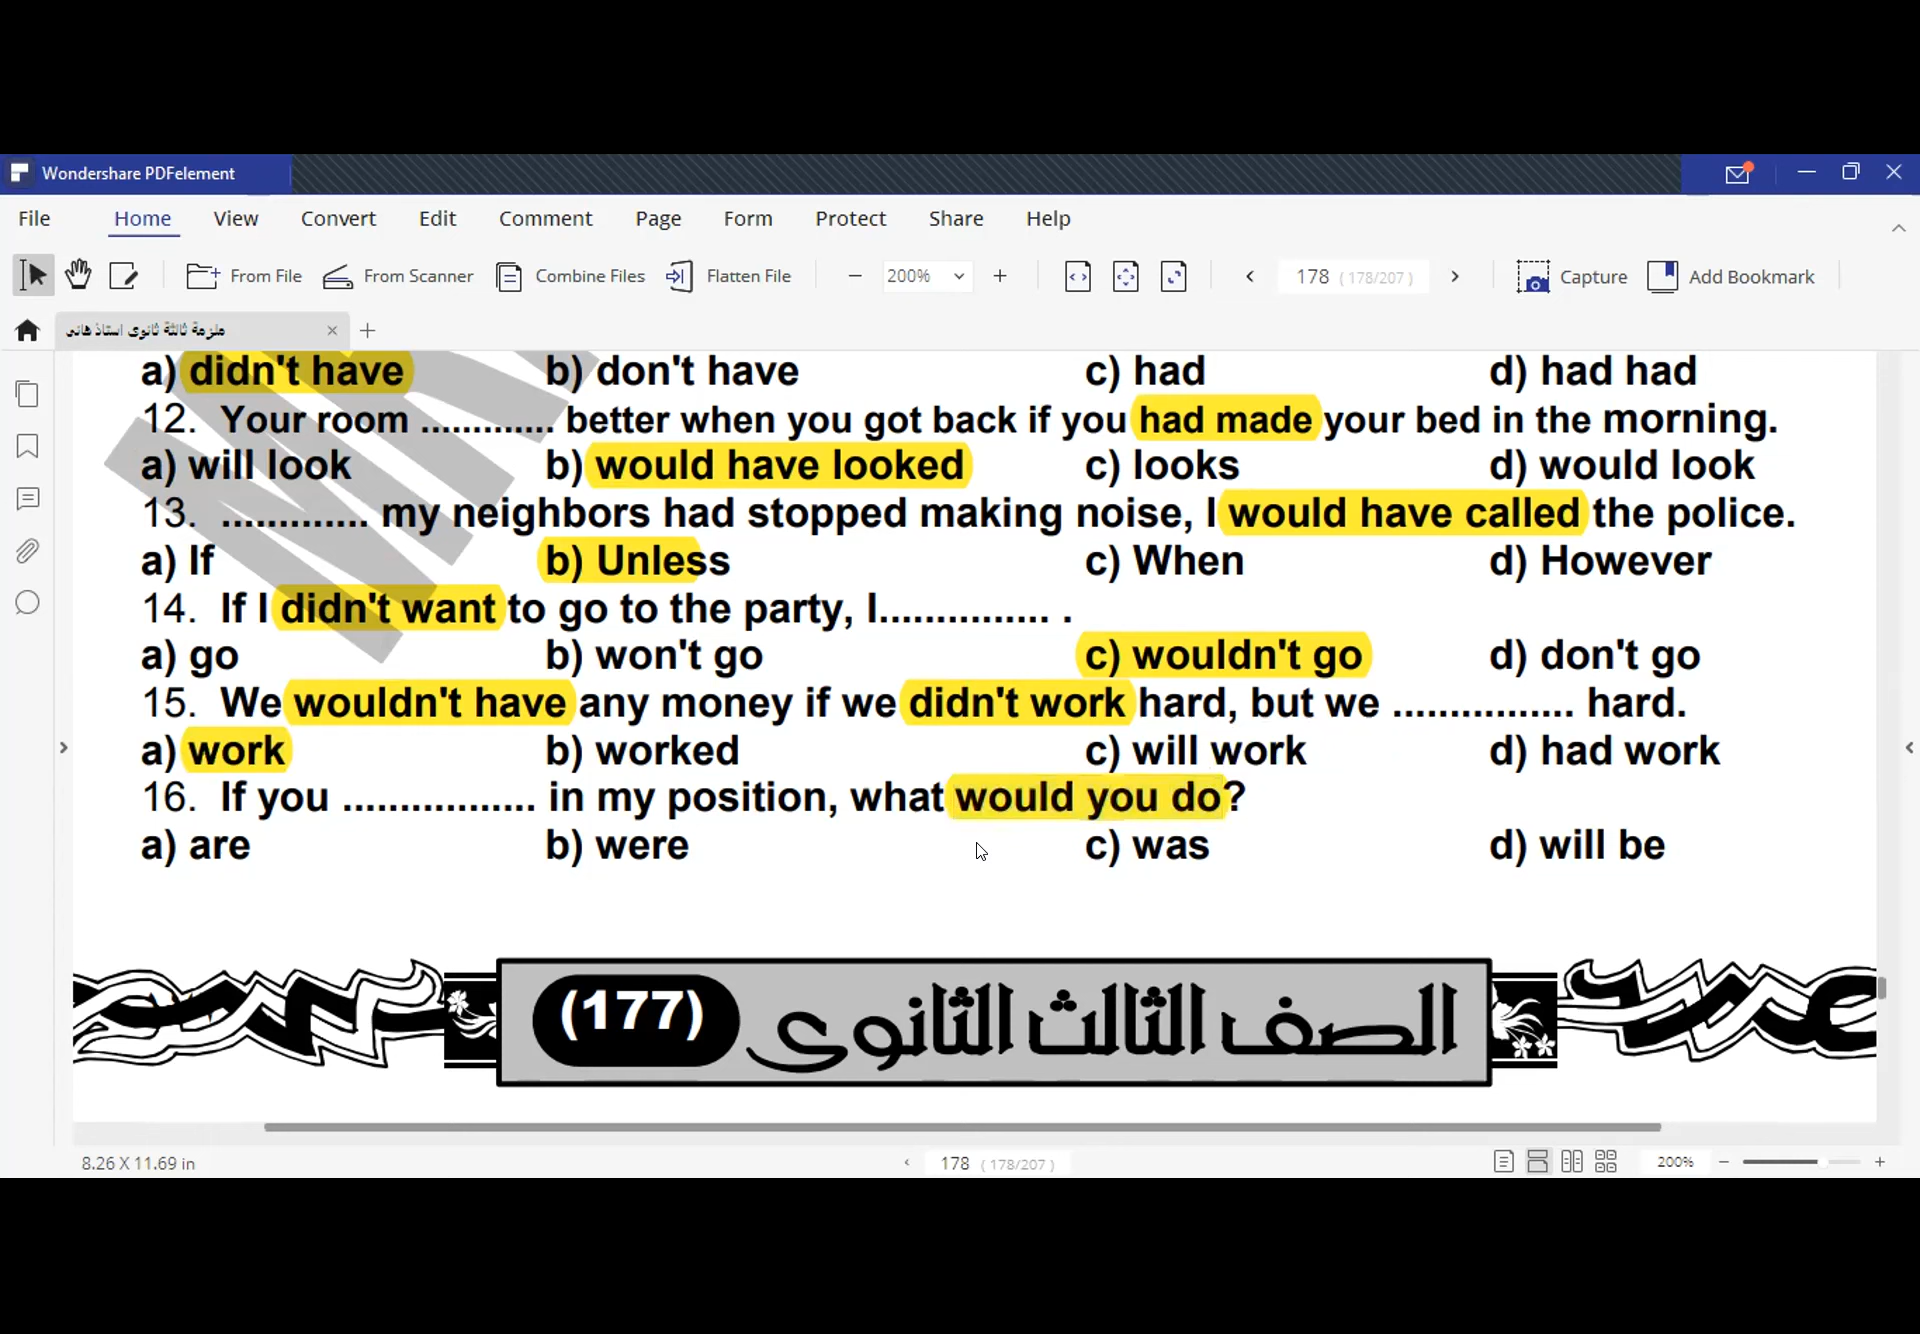 Wondershare PDFelement
File Home View Convert Edit Comment Page Form Protect Share Help
From File From Scanner Combine Files Flatten File 200% 178 (178/207) Capture Add Bookmark
ملزمة ثالثة ثانوى استاذ هانى
a) didn't have b) don't have c) had d) had had
12. Your room ............. better when you got back if you had made your bed in the morning.
a) will look b) would have looked c) looks d) would look
13. ............. my neighbors had stopped making noise, I would have called the police.
a) If b) Unless c) When d) However
14. If I didn't want to go to the party, I............... .
a) go b) won't go c) wouldn't go d) don't go
15. We wouldn't have any money if we didn't work hard, but we ................ hard.
a) work b) worked c) will work d) had work
16. If you ................. in my position, what would you do?
a) are b) were c) was d) will be
الصف الثالث الثانوى (177)
8.26 X 11.69 in 178 (178/207) 200%